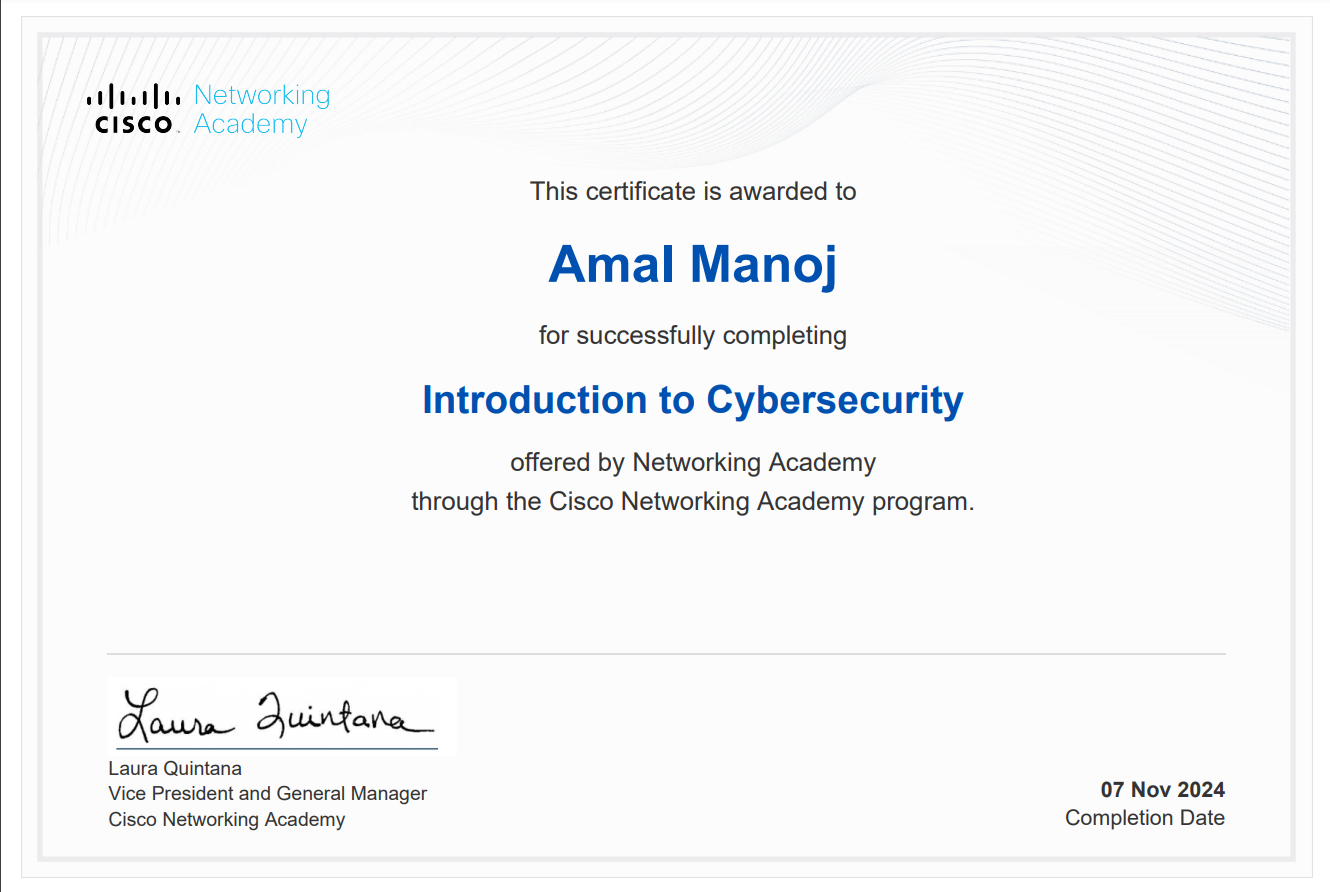 CISCO
Networking
Academy
This certificate is awarded to
Amal Manoj
for successfully completing
Introduction to Cybersecurity
offered by Networking Academy
through the Cisco Networking Academy program.
Laura Quintana
Laura Quintana
Vice President and General Manager
Cisco Networking Academy
07 Nov 2024
Completion Date